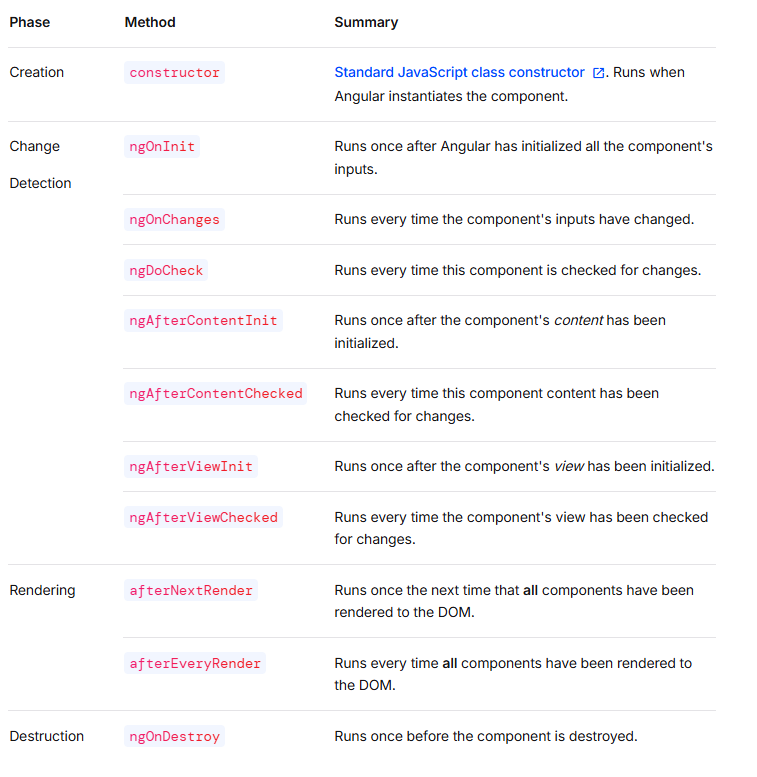 Phase Method Summary
Creation constructor Standard JavaScript class constructor . Runs when
Angular instantiates the component.
Change ngOnInit Runs once after Angular has initialized all the component's
Detection inputs.
ngOnChanges Runs every time the component's inputs have changed.
ngDoCheck Runs every time this component is checked for changes.
ngAfterContentInit Runs once after the component's content has been
initialized.
ngAfterContentChecked Runs every time this component content has been
checked for changes.
ngAfterViewInit Runs once after the component's view has been initialized.
ngAfterViewChecked Runs every time the component's view has been checked
for changes.
Rendering afterNextRender Runs once the next time that all components have been
rendered to the DOM.
afterEveryRender Runs every time all components have been rendered to
the DOM.
Destruction ngOnDestroy Runs once before the component is destroyed.